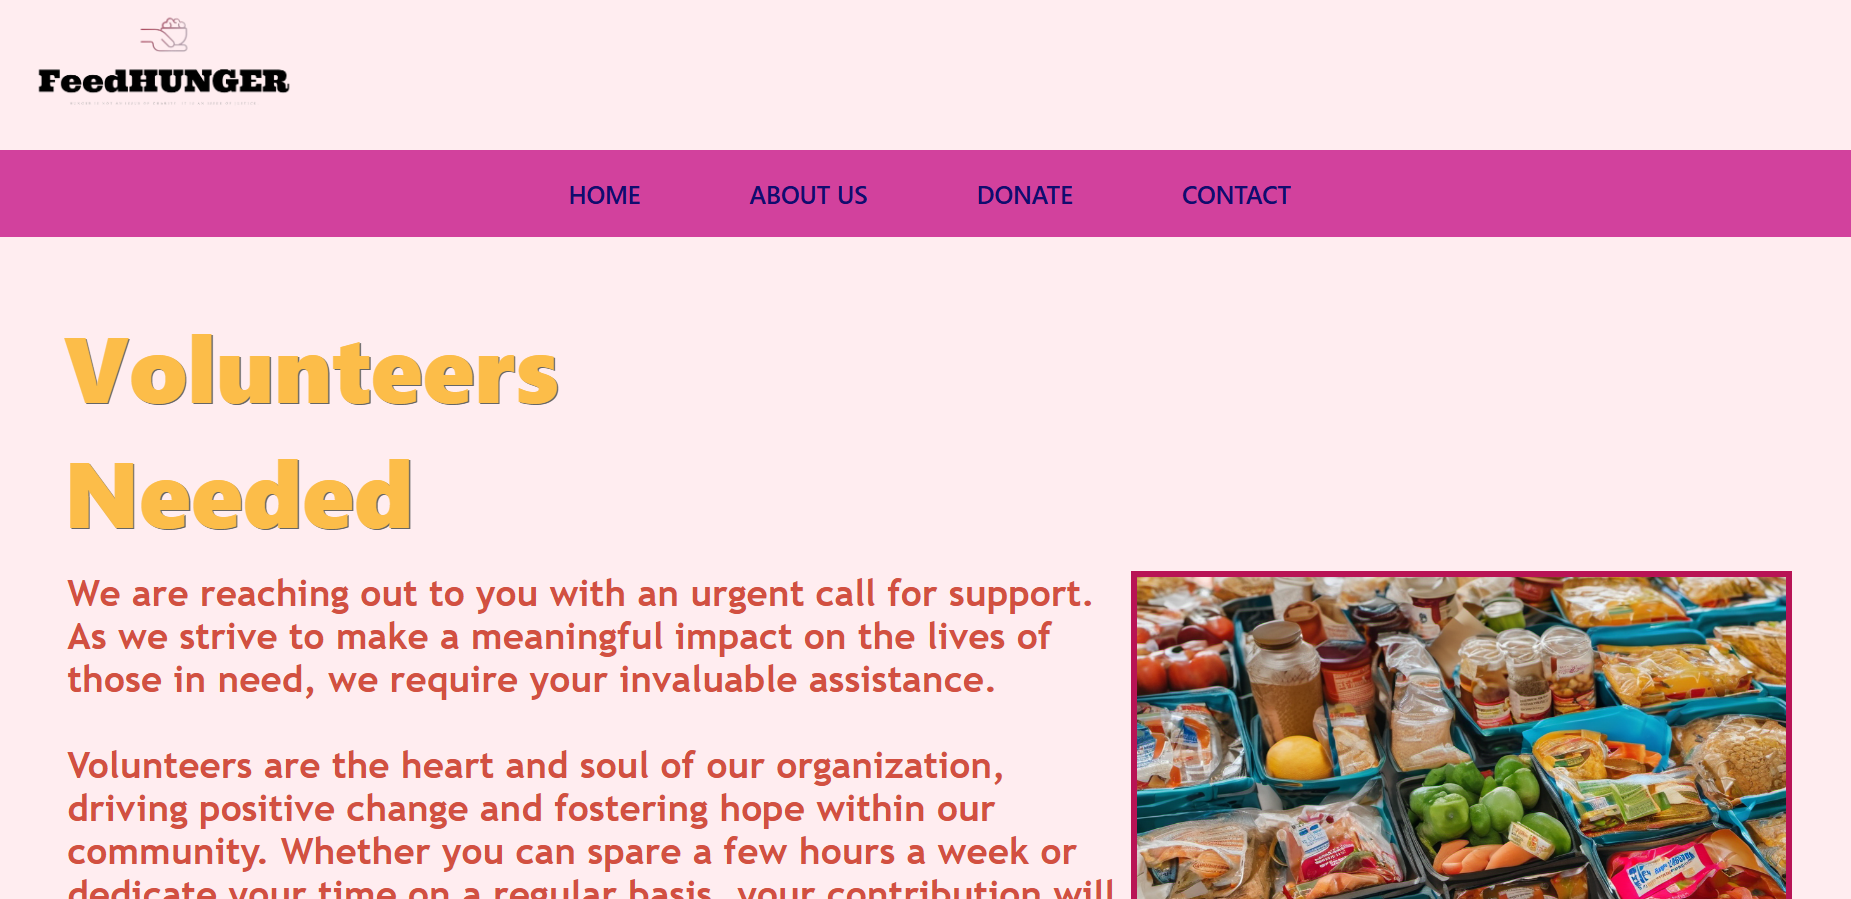 FeedHUNGER
HOME ABOUT US DONATE CONTACT
Volunteers
Needed
We are reaching out to you with an urgent call for support.
As we strive to make a meaningful impact on the lives of
those in need, we require your invaluable assistance.
Volunteers are the heart and soul of our organization,
driving positive change and fostering hope within our
community. Whether you can spare a few hours a week or
dedicate your time on a regular basis, your contribution will